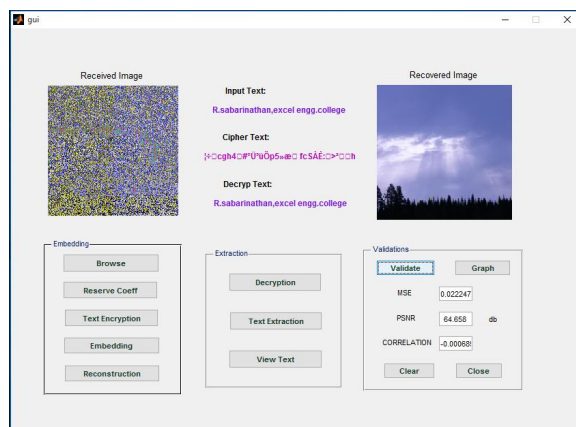 gui
Received Image
Input Text:
R.sabarinathan,excel engg.college
Cipher Text:
Decryp Text:
R.sabarinathan,excel engg.college
Recovered Image
Embedding
Browse
Reserve Coeff
Text Encryption
Embedding
Reconstruction
Extraction
Decryption
Text Extraction
View Text
Validations
Validate Graph
MSE 0.022247
PSNR 64.658 db
CORRELATION
Clear Close